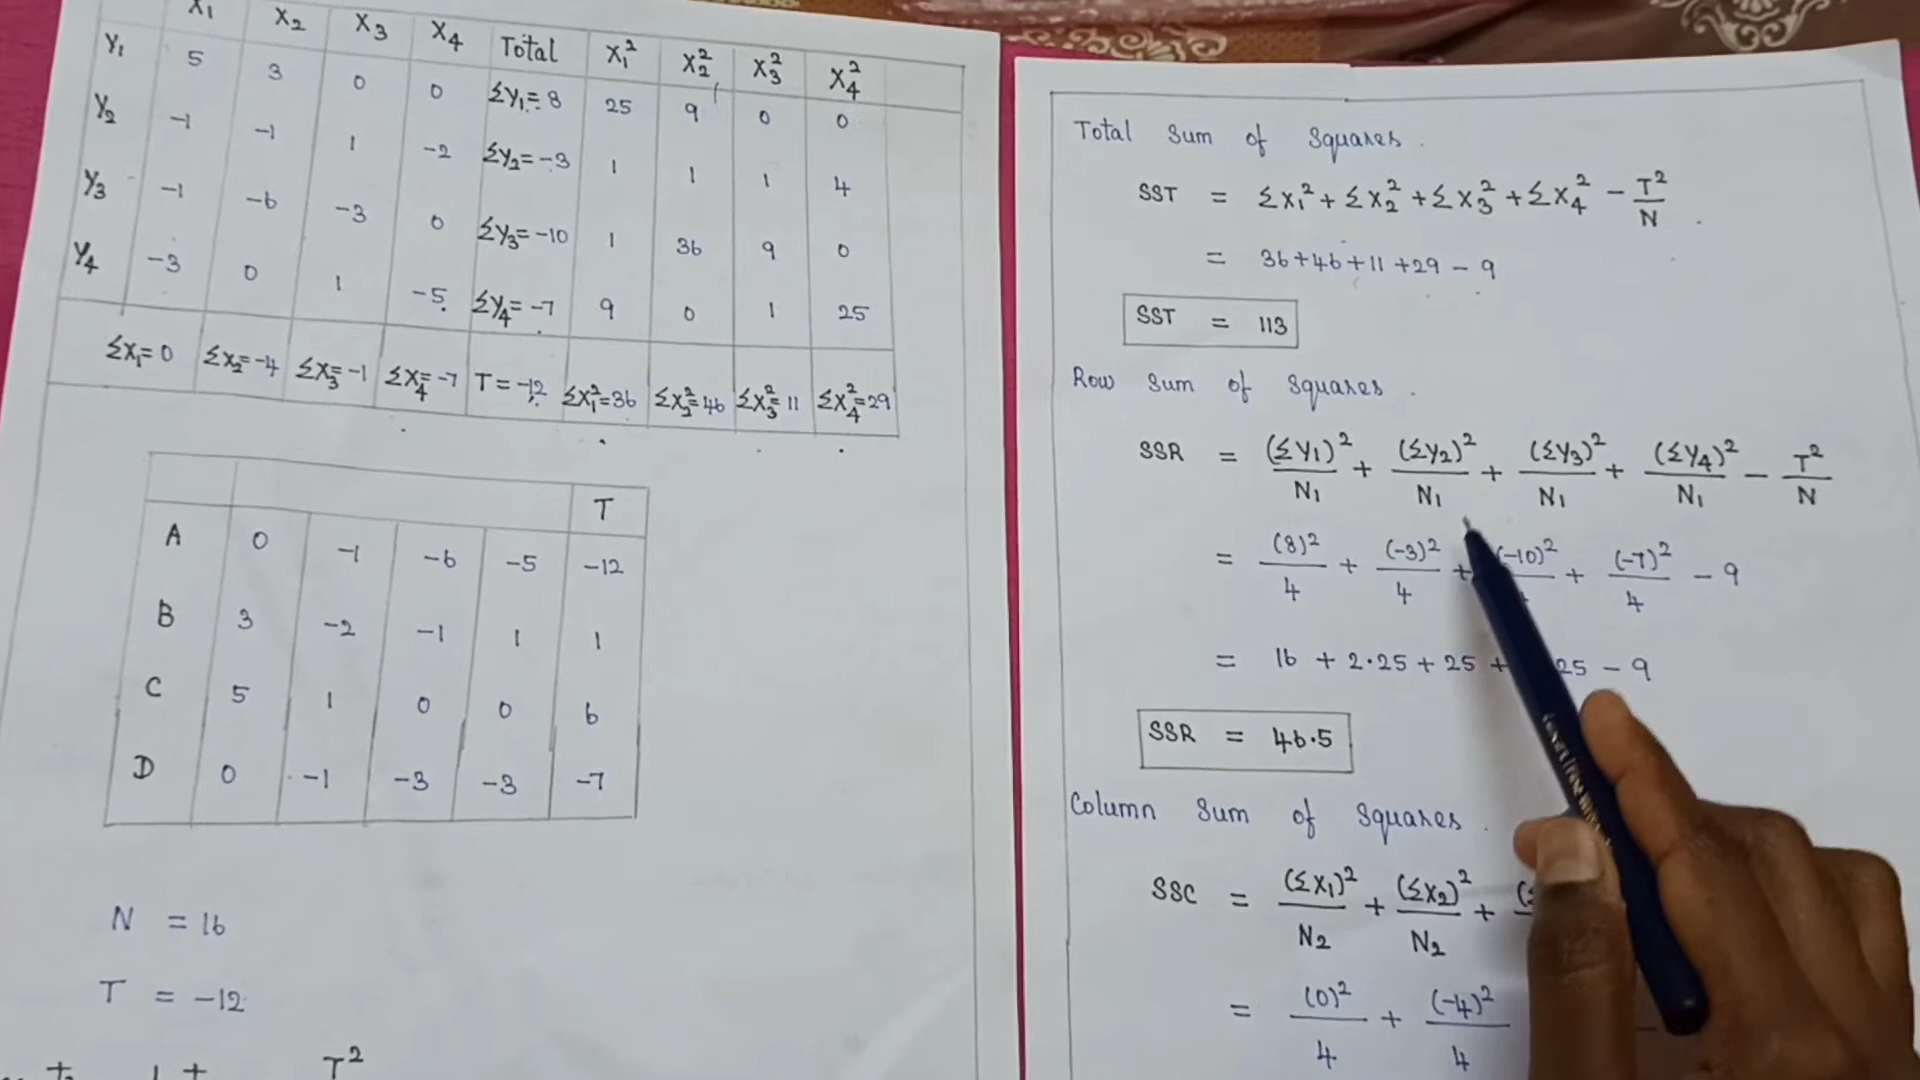 X₁ X₂ X₃ X₄ Total X₁² X₂² X₃² X₄²
Y₁ 5 3 0 0 ΣY₁= 8 25 9 0 0
Y₂ -1 -1 1 -2 ΣY₂= -3 1 1 1 4
Y₃ -1 -6 -3 0 ΣY₃= -10 1 36 9 0
Y₄ -3 0 1 -5 ΣY₄= -7 9 0 1 25
ΣX₁= 0 ΣX₂= -4 ΣX₃= -1 ΣX₄= -7 T = -12 ΣX₁²=36 ΣX₂²=46 ΣX₃²= 11 ΣX₄²=29
T
A 0 -1 -6 -5 -12
B 3 -2 -1 1 1
C 5 1 0 0 6
D 0 -1 -3 -3 -7
N = 16
T = -12
T²
Total Sum of Squares.
SST = ΣX₁² + ΣX₂² + ΣX₃² + ΣX₄² - T²/N
= 36+46+11+29 - 9
SST = 113
Row Sum of Squares.
SSR = (ΣY₁)²/N₁ + (ΣY₂)²/N₁ + (ΣY₃)²/N₁ + (ΣY₄)²/N₁ - T²/N
= (8)²/4 + (-3)²/4 + (-10)²/4 + (-7)²/4 - 9
= 16 + 2.25 + 25 + 25 - 9
SSR = 46.5
Column Sum of Squares.
SSC = (ΣX₁)²/N₂ + (ΣX₂)²/N₂ +
= (0)²/4 + (-4)²/4